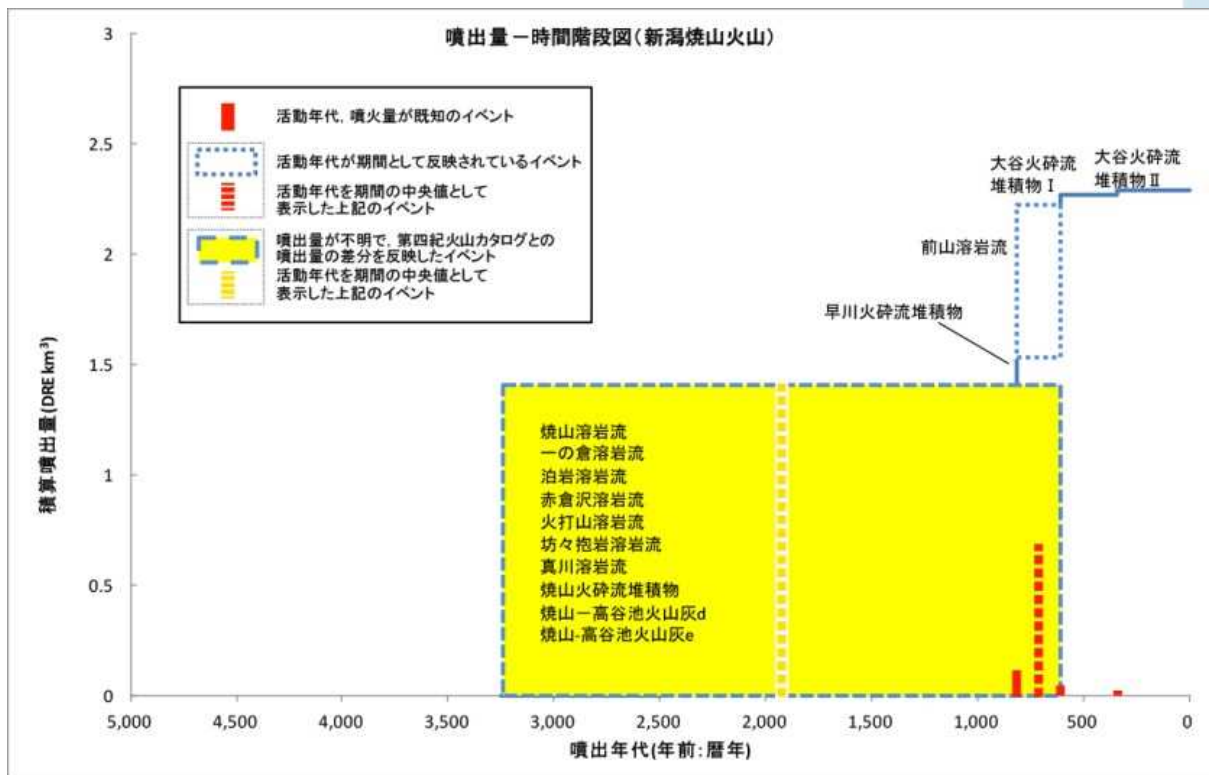 噴出量－時間階段図(新潟焼山火山)
3
2.5
2
1.5
1
0.5
0
積算噴出量(DRE km³)
活動年代，噴火量が既知のイベント
活動年代が期間として反映されているイベント
活動年代を期間の中央値として
表示した上記のイベント
噴出量が不明で，第四紀火山カタログとの
噴出量の差分を反映したイベント
活動年代を期間の中央値として
表示した上記のイベント
大谷火砕流
堆積物Ⅰ
大谷火砕流
堆積物Ⅱ
前山溶岩流
早川火砕流堆積物
焼山溶岩流
一の倉溶岩流
泊岩溶岩流
赤倉沢溶岩流
火打山溶岩流
坊々抱岩溶岩流
真川溶岩流
焼山火砕流堆積物
焼山－高谷池火山灰d
焼山-高谷池火山灰e
5,000
4,500
4,000
3,500
3,000
2,500
2,000
1,500
1,000
500
0
噴出年代(年前:暦年)